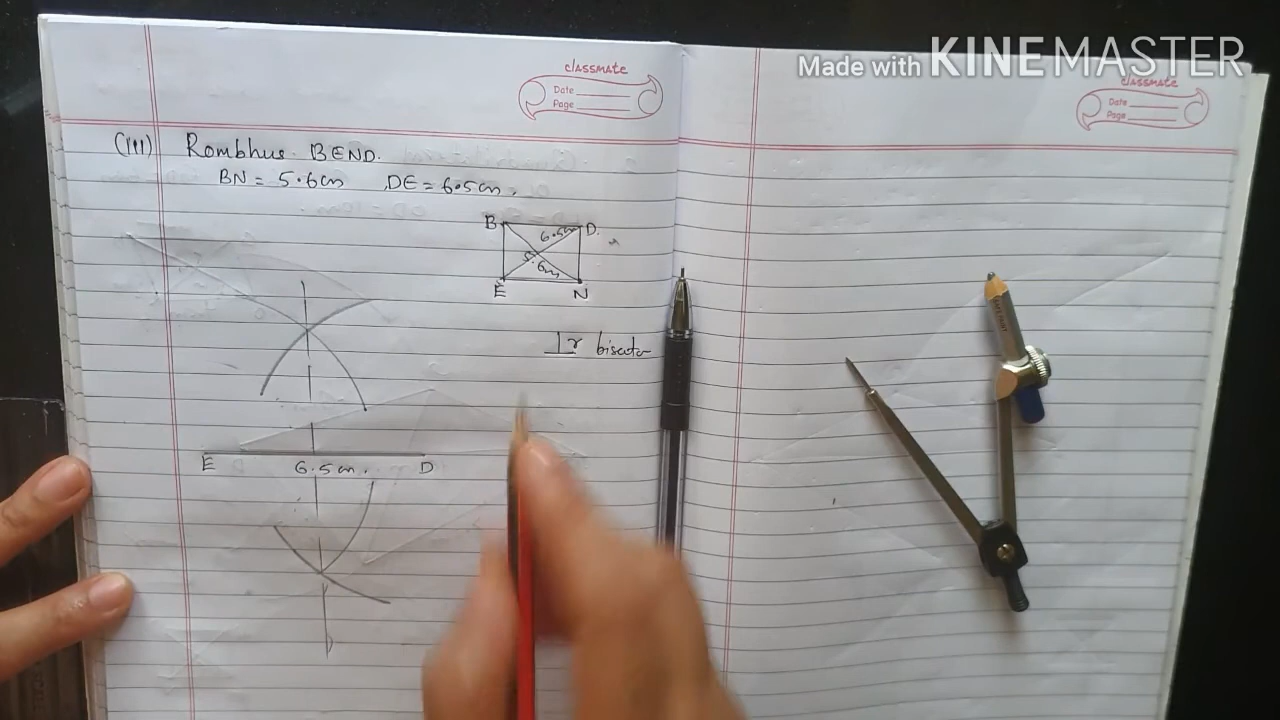 Made with KINEMASTER
classmate
Date
Page
classmate
Date
Page
(iii) Rombhus BEND.
BN = 5.6cm DE = 6.5cm,
B D.
6.5cm
5.6cm
E N
⊥r bisector
E 6.5cm. D